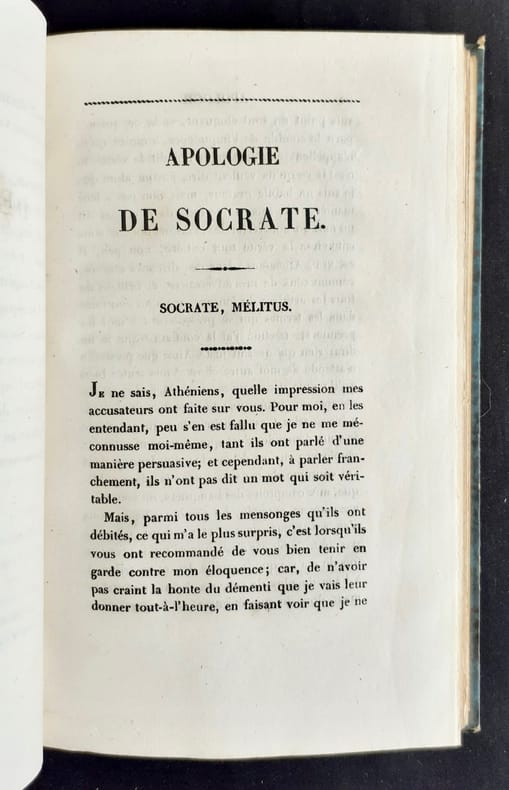 APOLOGIE
DE SOCRATE.
SOCRATE, MÉLITUS.
JE ne sais, Athéniens, quelle impression mes
accusateurs ont faite sur vous. Pour moi, en les
entendant, peu s'en est fallu que je ne me mé-
connusse moi-même, tant ils ont parlé d'une
manière persuasive; et cependant, à parler fran-
chement, ils n'ont pas dit un mot qui soit véri-
table.
Mais, parmi tous les mensonges qu'ils ont
débités, ce qui m'a le plus surpris, c'est lorsqu'ils
vous ont recommandé de vous bien tenir en
garde contre mon éloquence; car, de n'avoir
pas craint la honte du démenti que je vais leur
donner tout-à-l'heure, en faisant voir que je ne